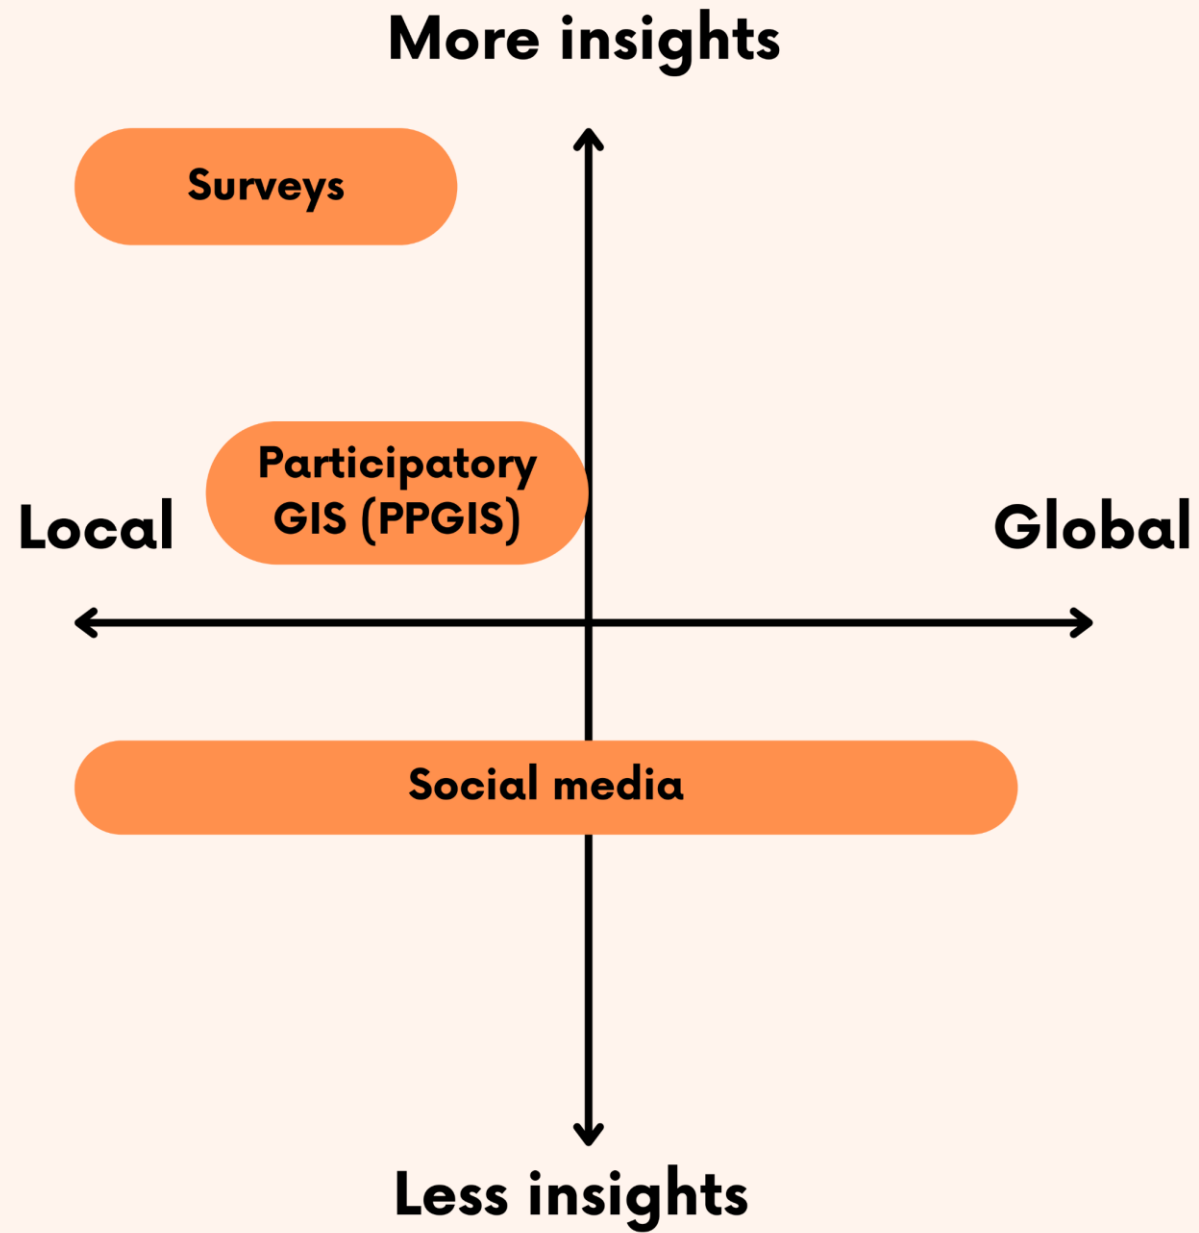 More insights
Surveys
Participatory
GIS (PPGIS)
Local
Global
Social media
Less insights